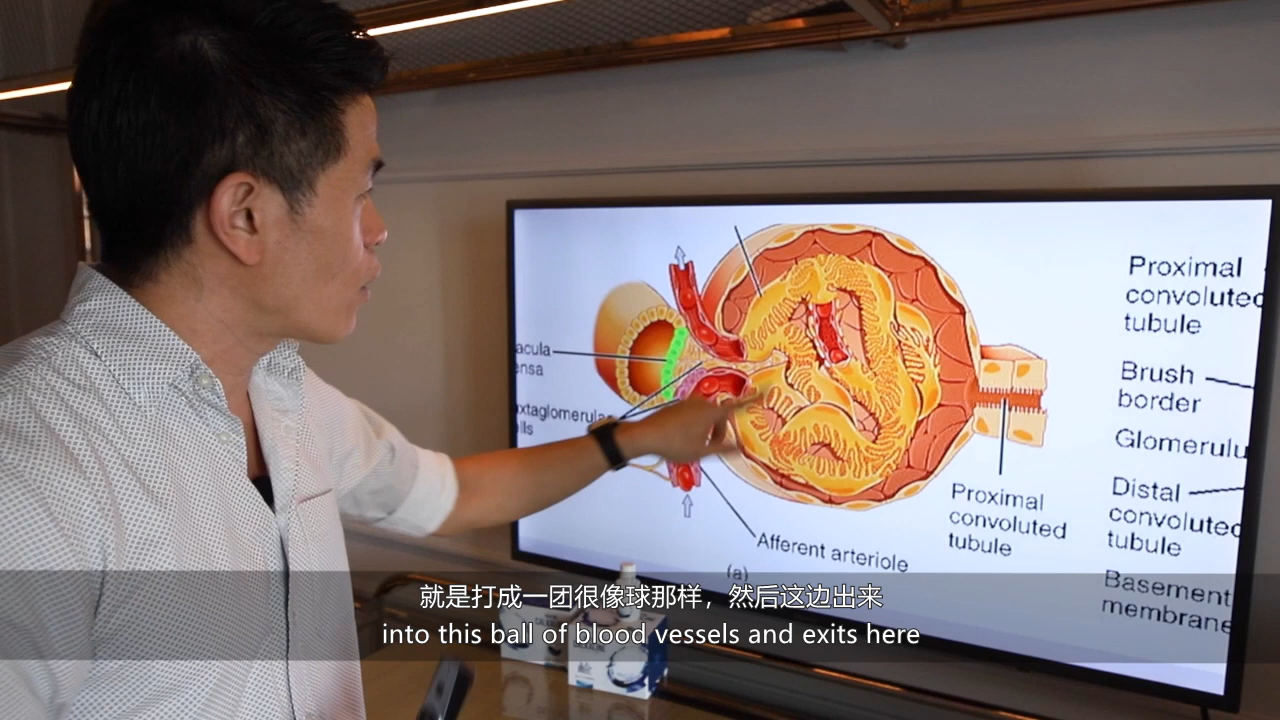 acula
ensa
uxtaglomerular
lls
Afferent arteriole
(a)
Proximal
convoluted
tubule
Proximal
convoluted
tubule
Brush
border
Glomerulu
Distal
convoluted
tubule
Basement
membrane
就是打成一团很像球那样，然后这边出来
into this ball of blood vessels and exits here